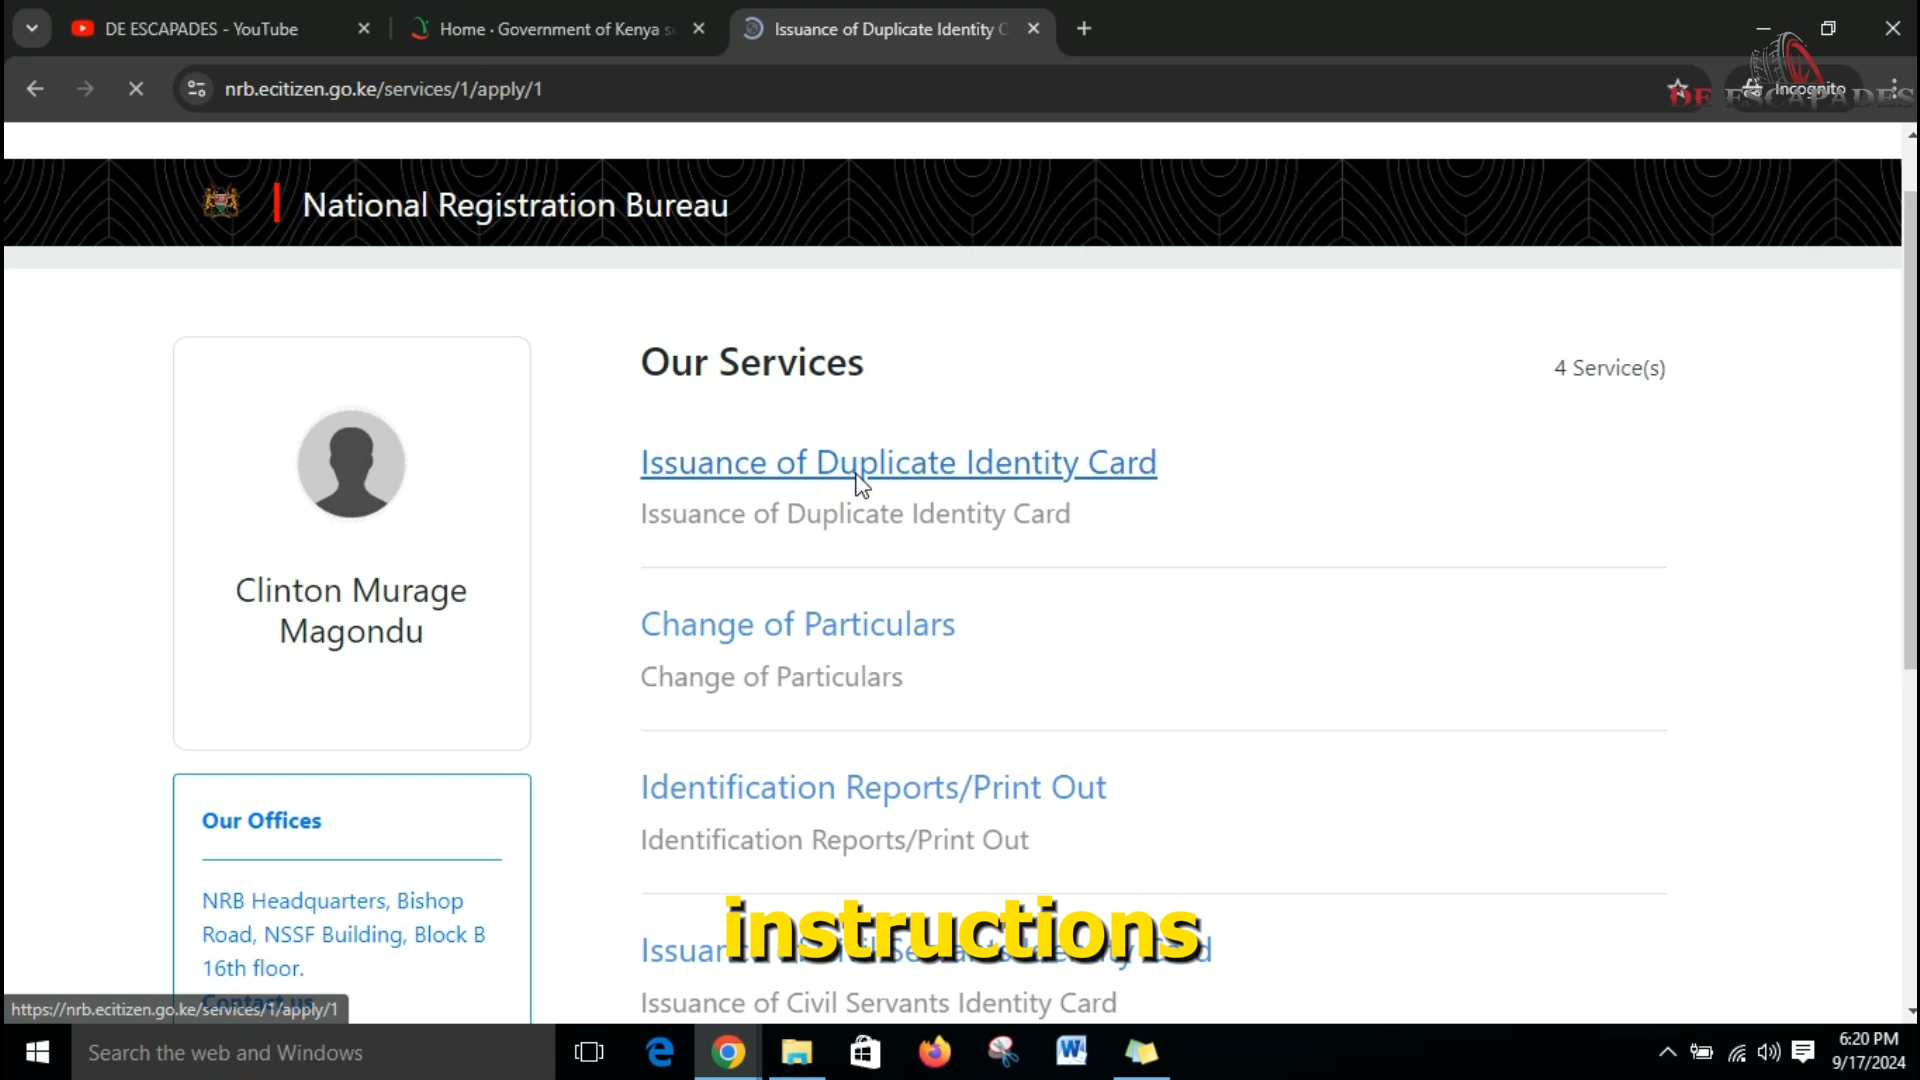 DE ESCAPADES - YouTube
Home · Government of Kenya s
Issuance of Duplicate Identity C
nrb.ecitizen.go.ke/services/1/apply/1
Incognito
DE ESCAPADES
National Registration Bureau
Our Services
4 Service(s)
Issuance of Duplicate Identity Card
Issuance of Duplicate Identity Card
Clinton Murage
Magondu
Change of Particulars
Change of Particulars
Identification Reports/Print Out
Identification Reports/Print Out
Our Offices
NRB Headquarters, Bishop
Road, NSSF Building, Block B
16th floor.
Contact us
instructions
Issuance of Civil Servants Identity Card
https://nrb.ecitizen.go.ke/services/1/apply/1
Search the web and Windows
6:20 PM
9/17/2024